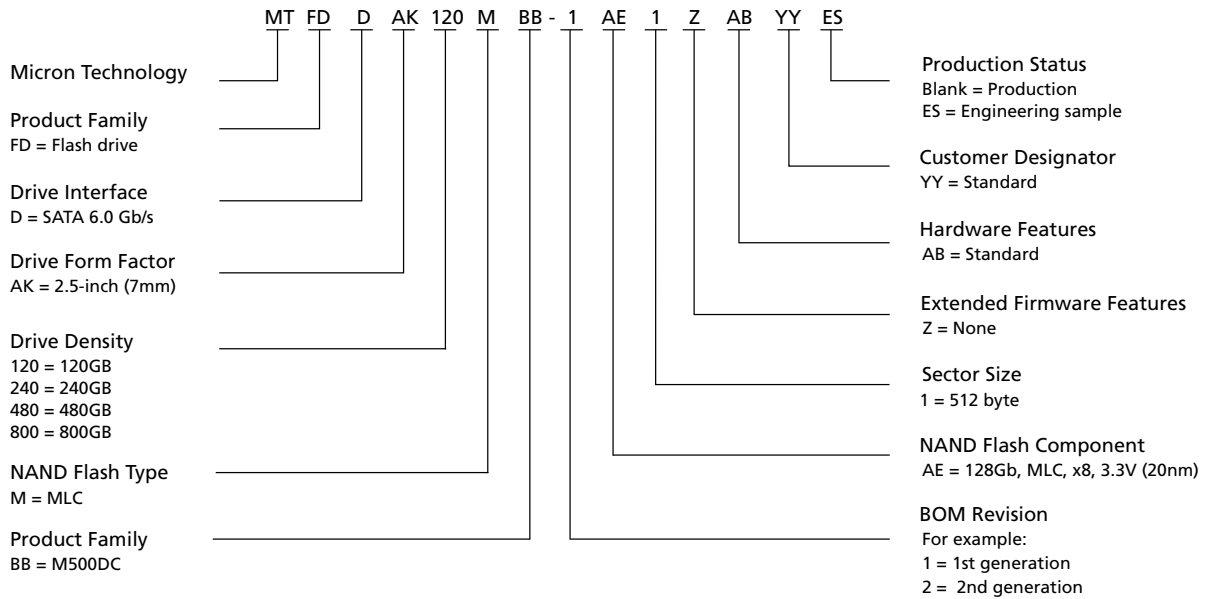 MT FD D AK 120 M BB - 1 AE 1 Z AB YY ES
Micron Technology
Product Family
FD = Flash drive
Drive Interface
D = SATA 6.0 Gb/s
Drive Form Factor
AK = 2.5-inch (7mm)
Drive Density
120 = 120GB
240 = 240GB
480 = 480GB
800 = 800GB
NAND Flash Type
M = MLC
Product Family
BB = M500DC
Production Status
Blank = Production
ES = Engineering sample
Customer Designator
YY = Standard
Hardware Features
AB = Standard
Extended Firmware Features
Z = None
Sector Size
1 = 512 byte
NAND Flash Component
AE = 128Gb, MLC, x8, 3.3V (20nm)
BOM Revision
For example:
1 = 1st generation
2 = 2nd generation